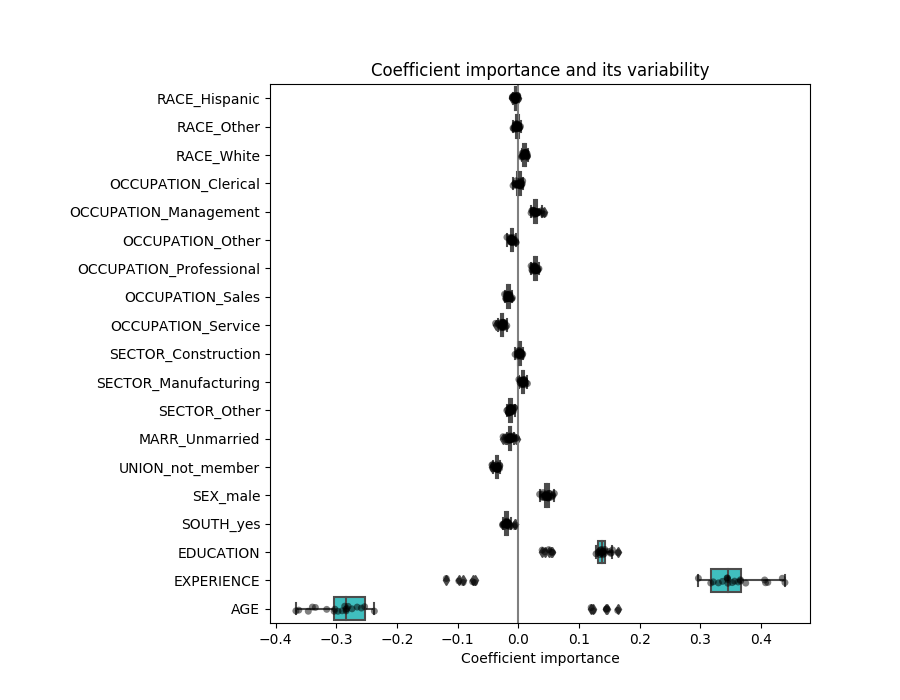 Coefficient importance and its variability
RACE_Hispanic
RACE_Other
RACE_White
OCCUPATION_Clerical
OCCUPATION_Management
OCCUPATION_Other
OCCUPATION_Professional
OCCUPATION_Sales
OCCUPATION_Service
SECTOR_Construction
SECTOR_Manufacturing
SECTOR_Other
MARR_Unmarried
UNION_not_member
SEX_male
SOUTH_yes
EDUCATION
EXPERIENCE
AGE
−0.4 −0.3 −0.2 −0.1 0.0 0.1 0.2 0.3 0.4
Coefficient importance